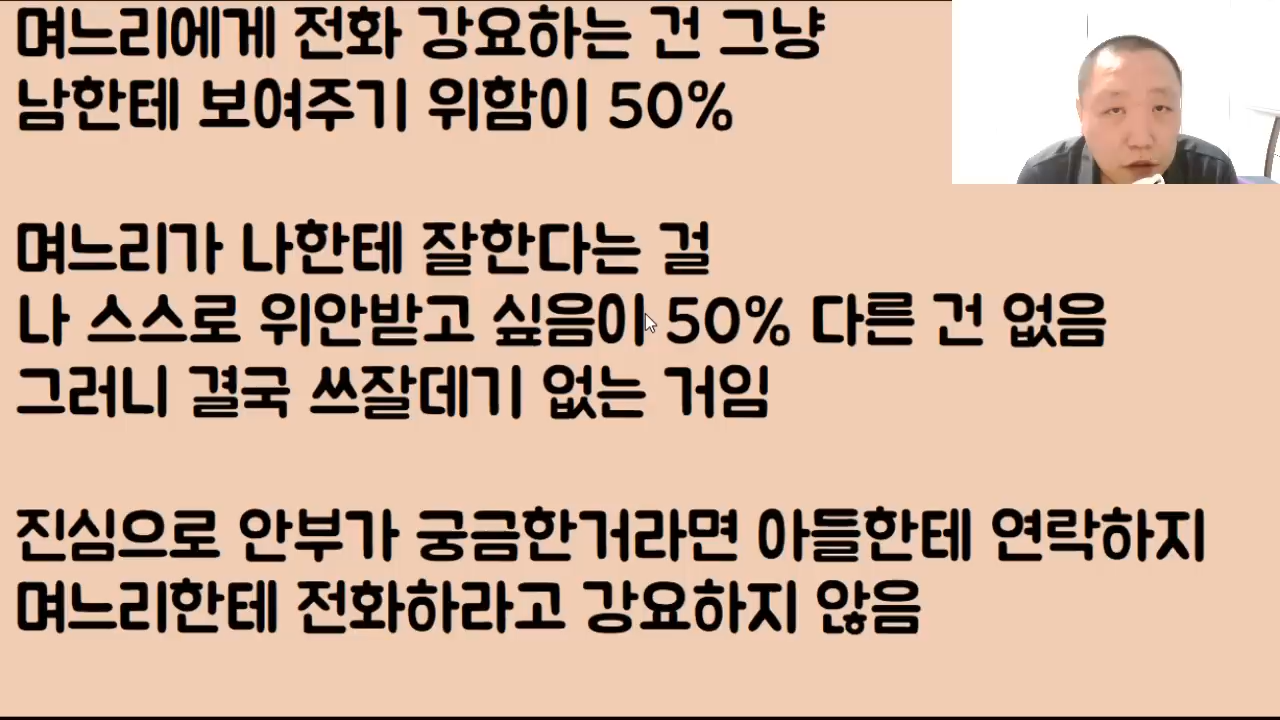 며느리에게 전화 강요하는 건 그냥
남한테 보여주기 위함이 50%
며느리가 나한테 잘한다는 걸
나 스스로 위안받고 싶음이 50% 다른 건 없음
그러니 결국 쓰잘데기 없는 거임
진심으로 안부가 궁금한거라면 아들한테 연락하지
며느리한테 전화하라고 강요하지 않음